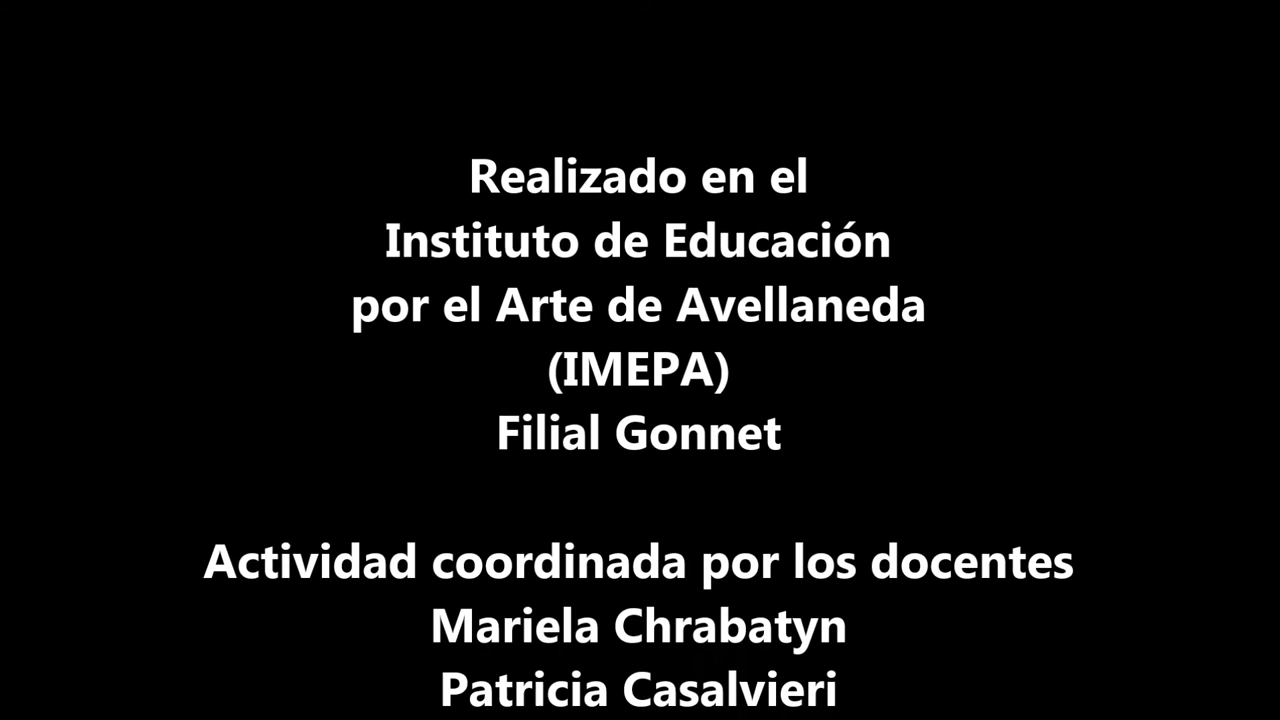 Realizado en el
Instituto de Educación
por el Arte de Avellaneda
(IMEPA)
Filial Gonnet
Actividad coordinada por los docentes
Mariela Chrabatyn
Patricia Casalvieri